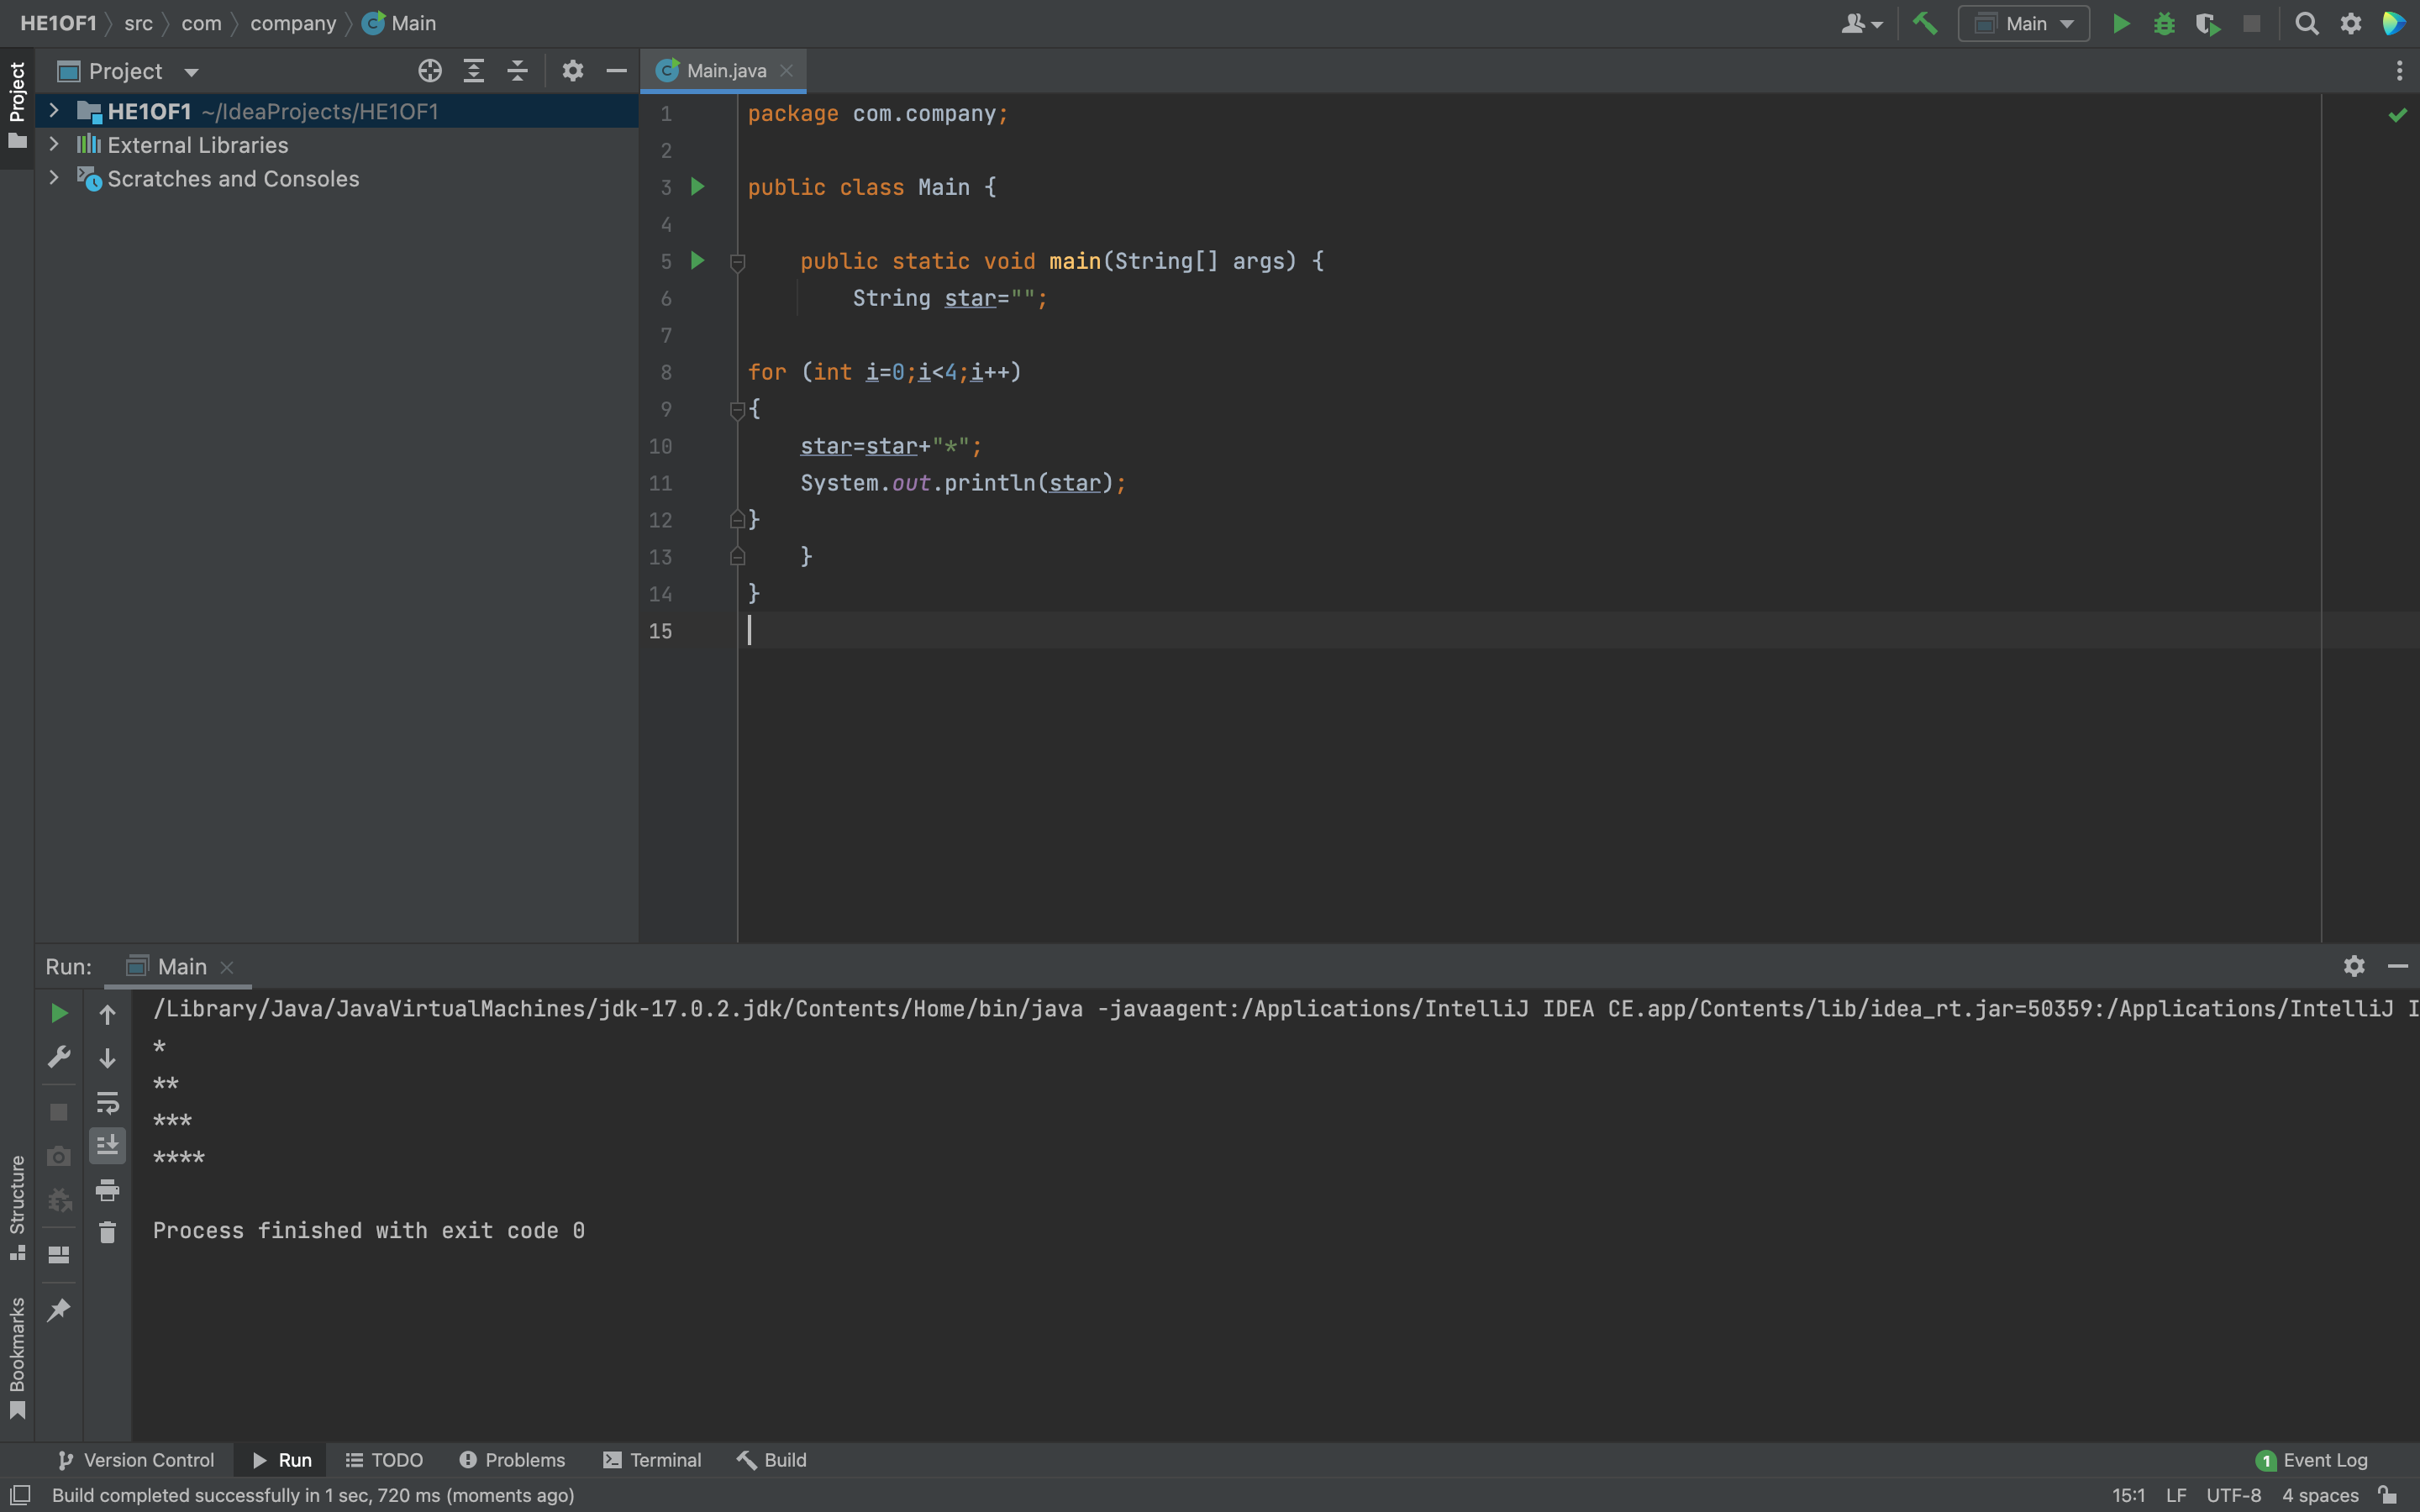 HE1OF1 src com company Main Main
Project Project Main.java
HE1OF1 ~/IdeaProjects/HE1OF1
External Libraries
Scratches and Consoles
1 package com.company;
2
3 public class Main {
4
5 public static void main(String[] args) {
6 String star="";
7
8 for (int i=0;i<4;i++)
9 {
10 star=star+"*";
11 System.out.println(star);
12 }
13 }
14 }
15
Run: Main
/Library/Java/JavaVirtualMachines/jdk-17.0.2.jdk/Contents/Home/bin/java -javaagent:/Applications/IntelliJ IDEA CE.app/Contents/lib/idea_rt.jar=50359:/Applications/IntelliJ I
*
**
***
****
Process finished with exit code 0
Structure
Bookmarks
Version Control Run TODO Problems Terminal Build 1 Event Log
Build completed successfully in 1 sec, 720 ms (moments ago) 15:1 LF UTF-8 4 spaces